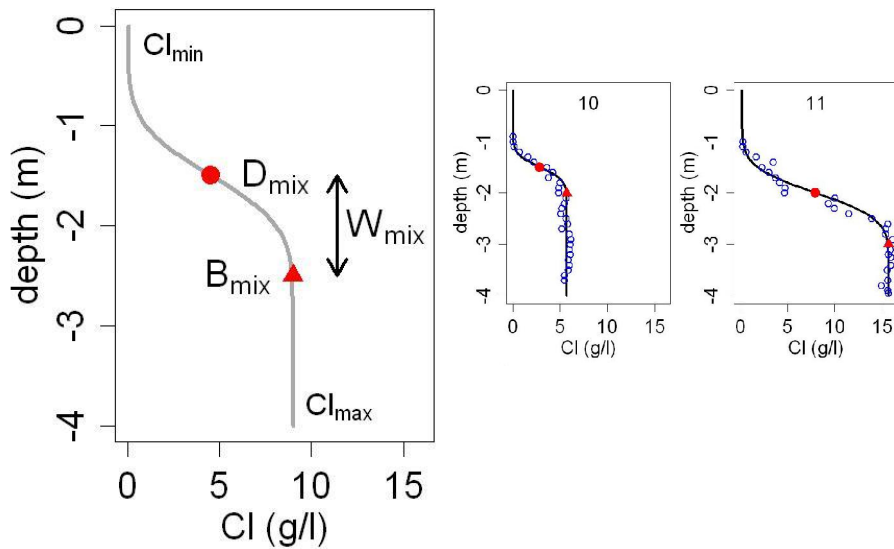 0
-1
-2
-3
-4
depth (m)
Cl_min
D_mix
W_mix
B_mix
Cl_max
0 5 10 15
Cl (g/l)
10
0
-1
-2
-3
-4
depth (m)
0 5 10 15
Cl (g/l)
11
0
-1
-2
-3
-4
depth (m)
0 5 10 15
Cl (g/l)